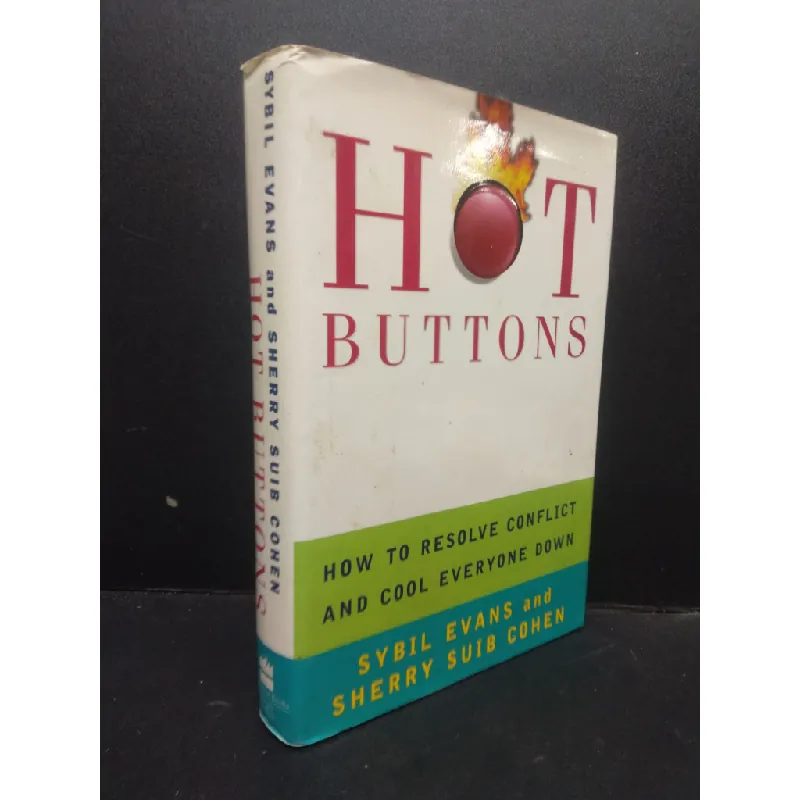 SYBIL EVANS and SHERRY SUIB COHEN
HOT BUTTONS
HOT
BUTTONS
HOW TO RESOLVE CONFLICT
AND COOL EVERYONE DOWN
SYBIL EVANS and
SHERRY SUIB COHEN